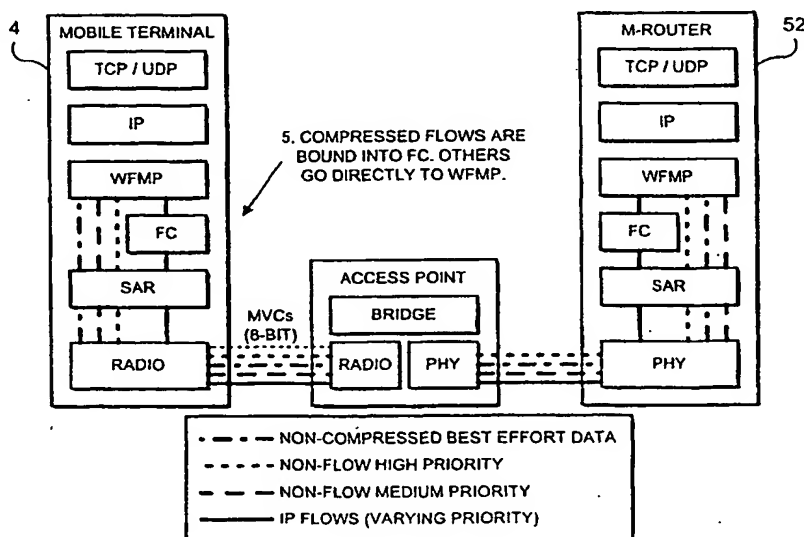 4
MOBILE TERMINAL
TCP / UDP
IP
WFMP
FC
SAR
RADIO
5. COMPRESSED FLOWS ARE
BOUND INTO FC. OTHERS
GO DIRECTLY TO WFMP.
MVCs
(8-BIT)
ACCESS POINT
BRIDGE
RADIO
PHY
M-ROUTER
52
TCP / UDP
IP
WFMP
FC
SAR
PHY
NON-COMPRESSED BEST EFFORT DATA
NON-FLOW HIGH PRIORITY
NON-FLOW MEDIUM PRIORITY
IP FLOWS (VARYING PRIORITY)